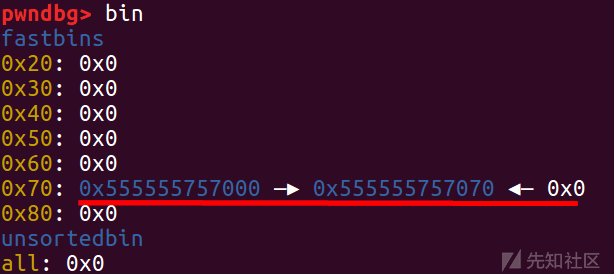 pwndbg> bin
fastbins
0x20: 0x0
0x30: 0x0
0x40: 0x0
0x50: 0x0
0x60: 0x0
0x70: 0x555555757000 —▸ 0x555555757070 ◂— 0x0
0x80: 0x0
unsortedbin
all: 0x0
先知社区